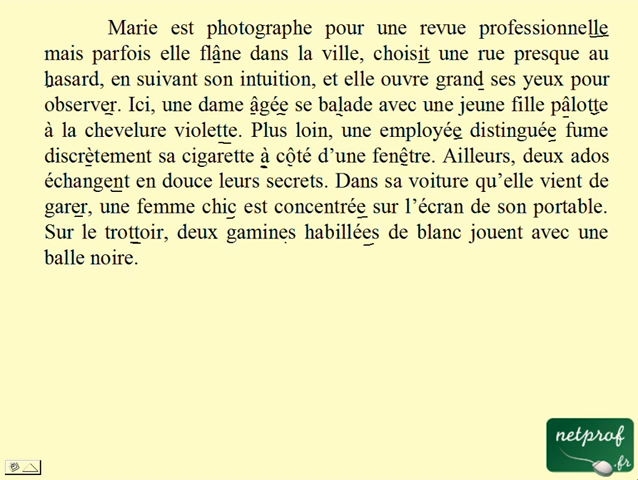 Marie est photographe pour une revue professionnelle
mais parfois elle flâne dans la ville, choisit une rue presque au
hasard, en suivant son intuition, et elle ouvre grand ses yeux pour
observer. Ici, une dame âgée se balade avec une jeune fille pâlotte
à la chevelure violette. Plus loin, une employée distinguée fume
discrètement sa cigarette à côté d'une fenêtre. Ailleurs, deux ados
échangent en douce leurs secrets. Dans sa voiture qu'elle vient de
garer, une femme chic est concentrée sur l'écran de son portable.
Sur le trottoir, deux gamines habillées de blanc jouent avec une
balle noire.
netprof
.fr